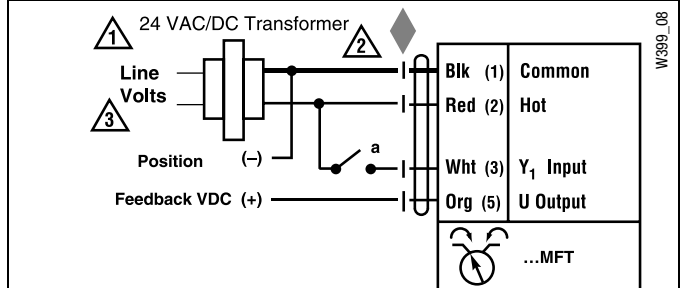 24 VAC/DC Transformer
1
2
3
Line
Volts
Blk (1) Common
Red (2) Hot
a
Position (–)
Wht (3) Y1 Input
Feedback VDC (+)
Org (5) U Output
...MFT
W399_08